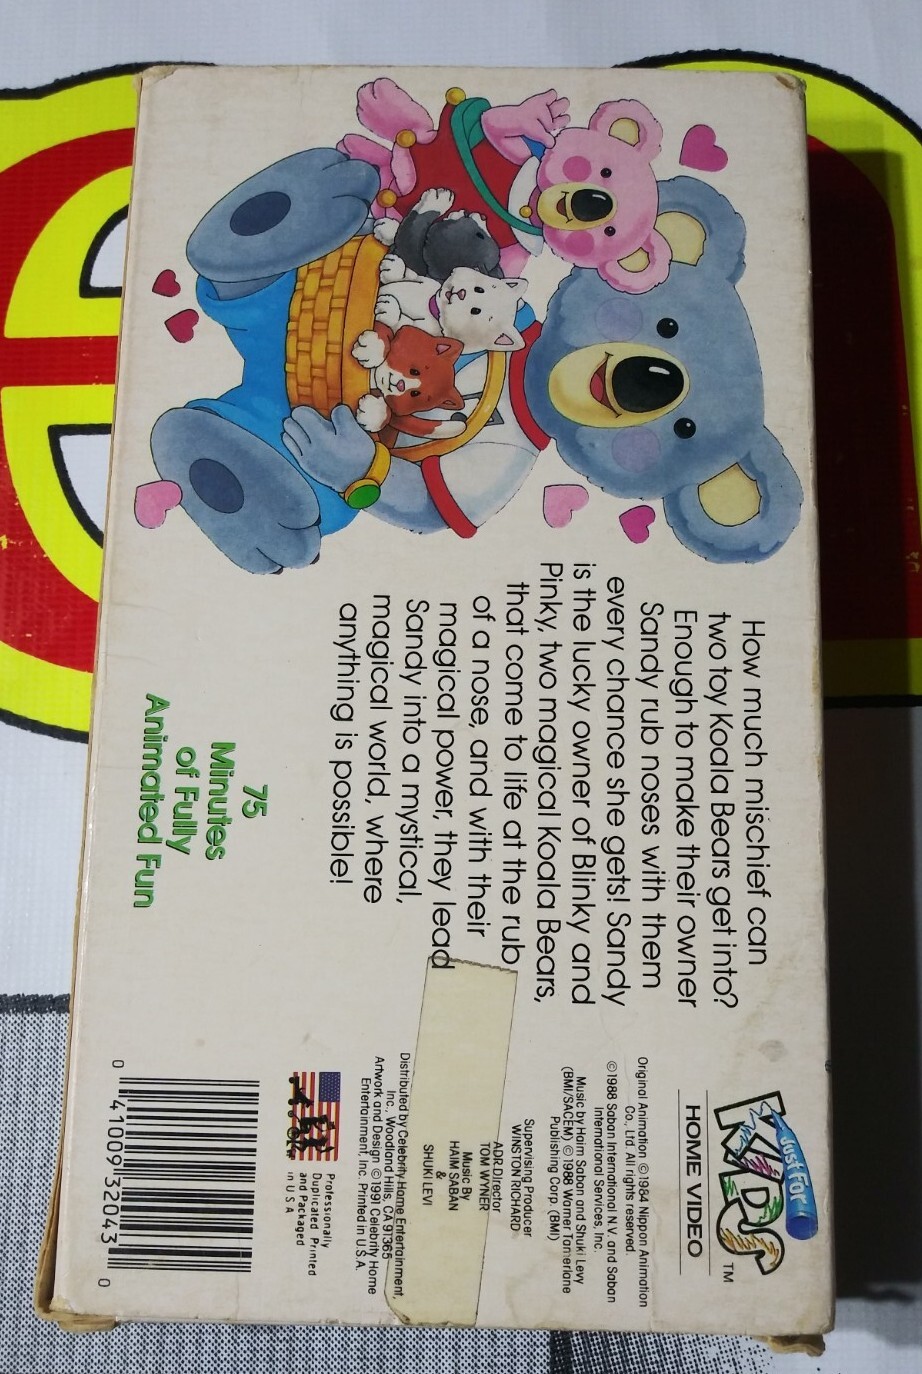 How much mischief can
two toy Koala Bears get into?
Enough to make their owner
Sandy rub noses with them
every chance she gets! Sandy
is the lucky owner of Blinky and
Pinky, two magical Koala Bears,
that come to life at the rub
of a nose, and with their
magical power, they lead
Sandy into a mystical,
magical world, where
anything is possible!
75
Minutes
of Fully
Animated Fun
Just For
KIDS
TM
HOME VIDEO
Original Animation ©1984 Nippon Animation
Co., Ltd. All rights reserved.
©1988 Saban International N.V. and Saban
International Services, Inc.
Music by Haim Saban and Shuki Levy
(BMI/SACEM) ©1988 Warner Tamerlane
Publishing Corp. (BMI)
Supervising Producer
WINSTON RICHARD
ADR Director
TOM WYNER
Music By
HAIM SABAN
&
SHUKI LEVI
Distributed by Celebrity Home Entertainment,
Inc., Woodland Hills, CA 91365
Artwork and Design ©1991 Celebrity Home
Entertainment, Inc. Printed in U.S.A.
Professionally
Duplicated Printed
and Packaged
in U S A
0 14100932043 0